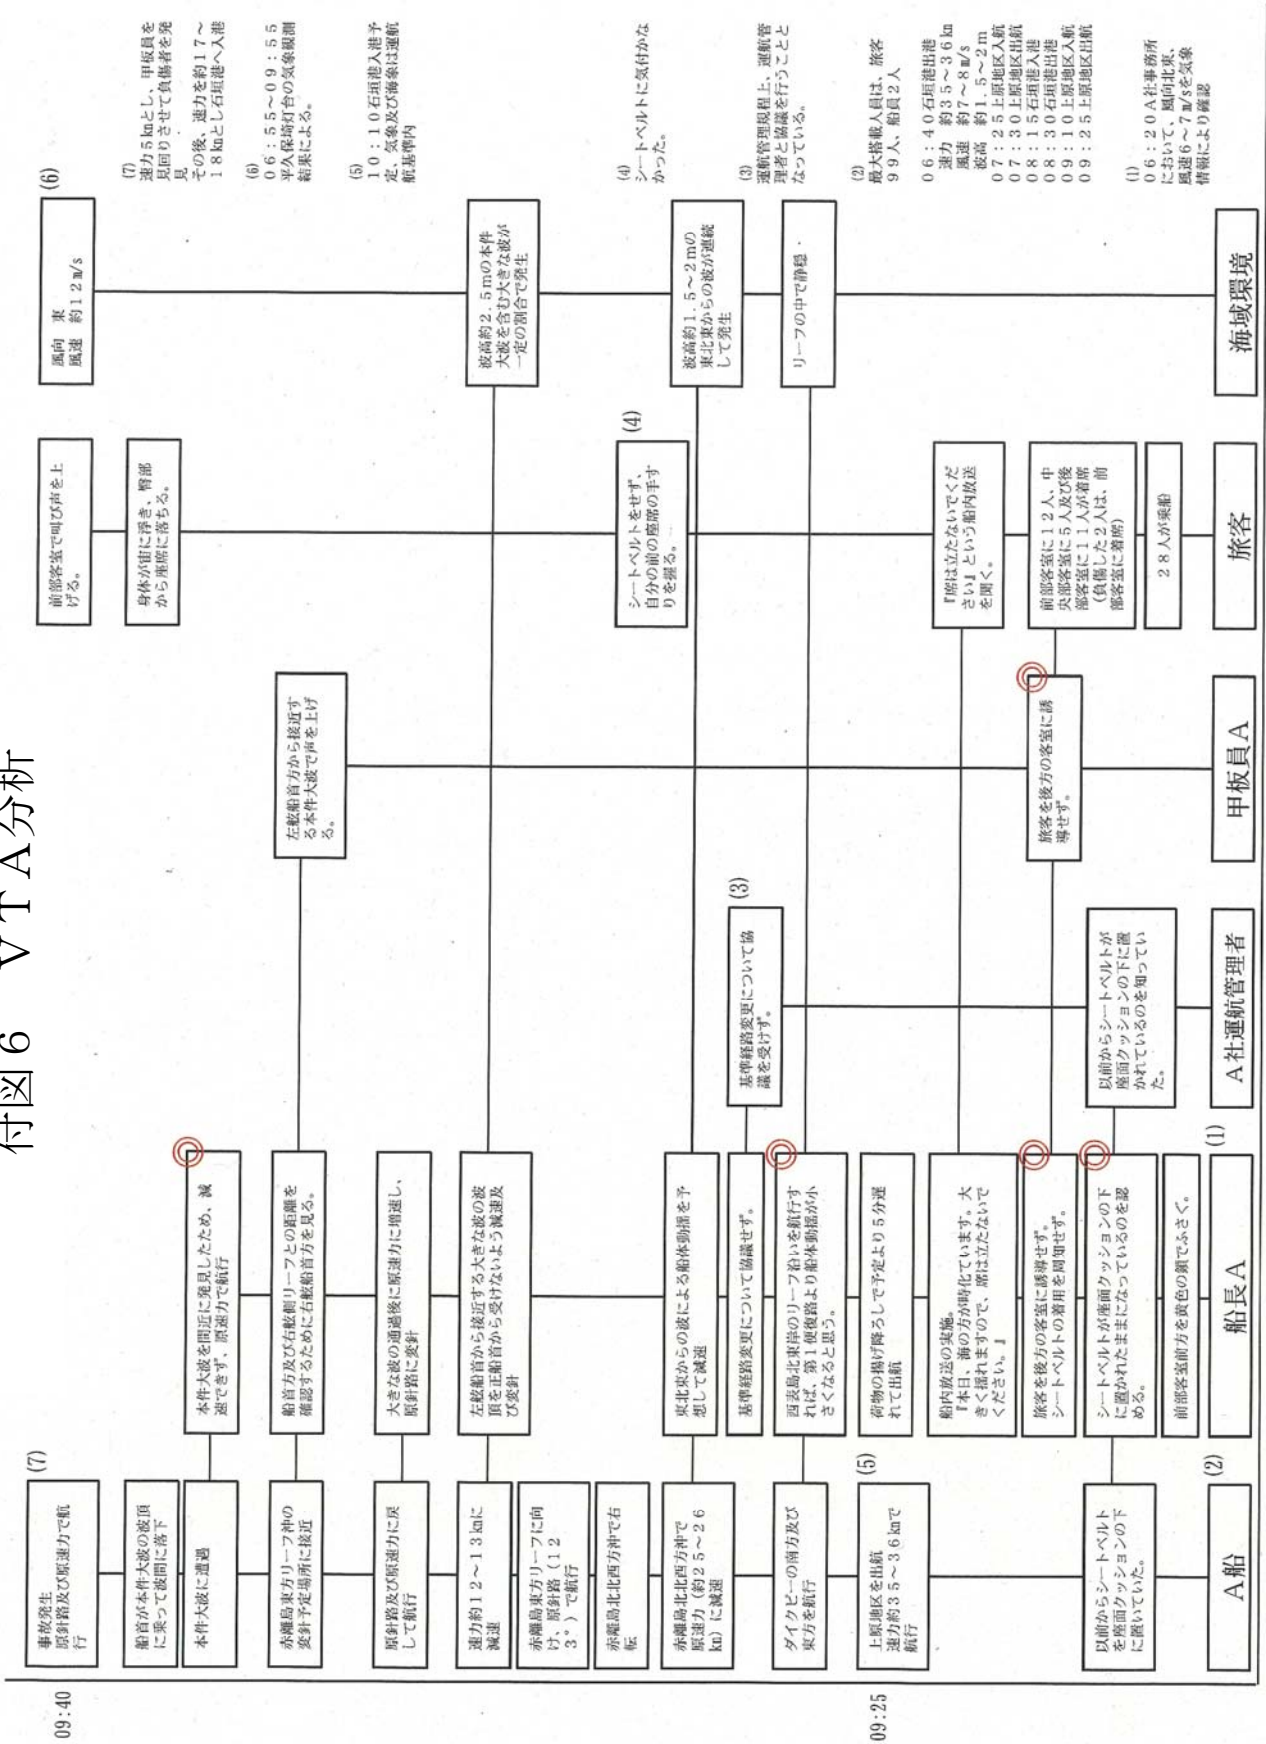 付図6 VTA分析
09:40
09:25
(7)
事故発生
原針路及び原速力で航
行
船首が本件大波の波頂
に乗って波間に落下
本件大波に遭遇
赤離島東方リーフ沖の
変針予定場所に接近
原針路及び原速力に戻
して航行
速力約12~13knに
減速
赤離島東方リーフに向
け、原針路(12
3°)で航行
赤離島北北西方沖で右
転
赤離島北北西方沖で
原速力(約25~26
kn)に減速
ダイクビーの南方及び
東方を航行
(5)
上原地区を出航
速力約35~36knで
航行
以前からシートベルト
を座面クッションの下
に置いていた。
(2)
A船
本件大波を間近に発見したため、減
速できず、原速力で航行
船首方及び右舷側リーフとの距離を
確認するために右舷船首方を見る。
大きな波の通過後に原速力に増速し、
原針路に変針
左舷船首から接近する大きな波の波
頂を正船首から受けないよう減速及
び変針
東北東からの波による船体動揺を予
想して減速
基準経路変更について協議せず。
西表島北東岸のリーフ沿いを航行す
れば、第1便復路より船体動揺が小
さくなると思う。
荷物の揚げ降ろしで予定より5分遅
れて出航
船内放送の実施。
『本日、海の方が時化ています。大
きく揺れますので、席は立たないで
ください。』
旅客を後方の客室に誘導せず。
シートベルトの着用を周知せず。
シートベルトが座面クッションの下
に置かれたままになっているのを認
める。
前部客室前方を黄色の鎖でふさぐ。
(1)
船長A
(3)
基準経路変更について協
議を受けず。
以前からシートベルトが
座面クッションの下に置
かれているのを知ってい
た。
A社運航管理者
左舷船首方から接近す
る本件大波で声を上げ
る。
旅客を後方の客室に誘
導せず。
甲板員A
前部客室で叫び声を上
げる。
身体が宙に浮き、臀部
から座席に落ちる。
(4)
シートベルトをせず、
自分の前の座席の手す
りを握る。
『席は立たないでくだ
さい』という船内放送
を聞く。
前部客室に12人、中
央部客室に5人及び後
部客室に11人が着席
(負傷した2人は、前
部客室に着席)
28人が乗船
旅客
(6)
風向 東
風速 約12m/s
波高約2.5mの本件
大波を含む大きな波が
一定の割合で発生
波高約1.5~2mの
東北東からの波が連続
して発生
リーフの中で静穏
海域環境
(7)
速力5knとし、甲板員を
見回りさせて負傷者を発
見
その後、速力を約17~
18knとし石垣港へ入港
(6)
06:55~09:55
平久保埼灯台の気象観測
結果による。
(5)
10:10石垣港入港予
定、気象及び海象は運航
航基準内
(4)
シートベルトに気付かな
かった。
(3)
運航管理規程上、運航管
理者と協議を行うことと
なっている。
(2)
最大搭載人員は、旅客
99人、船員2人
06:40石垣港出港
速力 約35~36kn
風速 約7~8m/s
波高 約1.5~2m
07:25上原地区入航
07:30上原地区出航
08:15石垣港入港
08:30石垣港出港
09:10上原地区入航
09:25上原地区出航
(1)
06:20A社事務所
において、風向北東、
風速6~7m/sを気象
情報により確認